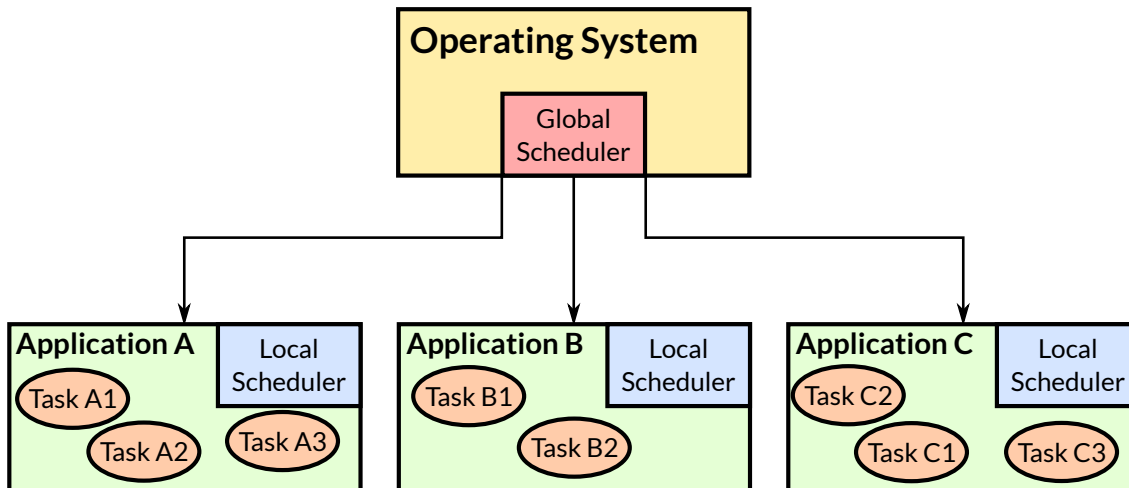 Operating System
Global
Scheduler
Application A
Local
Scheduler
Task A1
Task A2
Task A3
Application B
Local
Scheduler
Task B1
Task B2
Application C
Local
Scheduler
Task C2
Task C1
Task C3